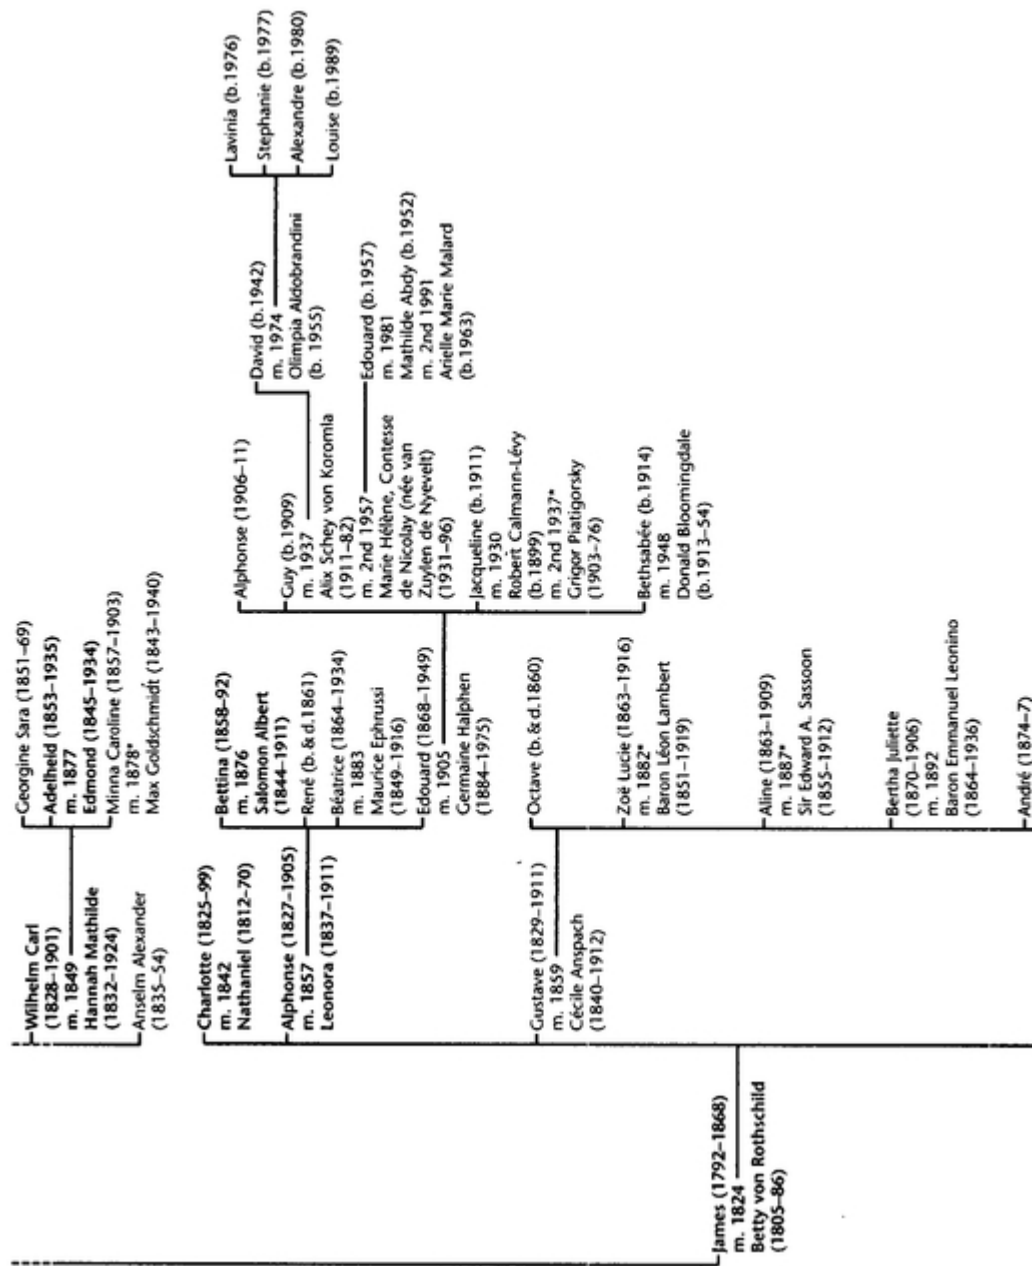 Wilhelm Carl
(1828–1901)
m. 1849
Hannah Mathilde
(1832–1924)
Anselm Alexander
(1835–54)
Georgine Sara (1851–69)
Adelheid (1853–1935)
m. 1877
Edmond (1845–1934)
Minna Caroline (1857–1903)
m. 1878*
Max Goldschmidt (1843–1940)
James (1792–1868)
m. 1824
Betty von Rothschild
(1805–86)
Charlotte (1825–99)
m. 1842
Nathaniel (1812–70)
Alphonse (1827–1905)
m. 1857
Leonora (1837–1911)
Bettina (1858–92)
m. 1876
Salomon Albert
(1844–1911)
René (b.&d.1861)
Béatrice (1864–1934)
m. 1883
Maurice Ephrussi
(1849–1916)
Edouard (1868–1949)
m. 1905
Germaine Halphen
(1884–1975)
Alphonse (1906–11)
Guy (b.1909)
m. 1937
Alix Schey von Koromla
(1911–82)
m. 2nd 1957
Marie Hélène, Contesse
de Nicolay (née van
Zuylen de Nyevelt)
(1931–96)
Jacqueline (b.1911)
m. 1930
Robert Calmann-Lévy
(b.1899)
m. 2nd 1937*
Grigor Piatigorsky
(1903–76)
Bethsabée (b.1914)
m. 1948
Donald Bloomingdale
(b.1913–54)
David (b.1942)
m. 1974
Olimpia Aldobrandini
(b. 1955)
Edouard (b.1957)
m. 1981
Mathilde Abdy (b.1952)
m. 2nd 1991
Arielle Marie Malard
(b.1963)
Lavinia (b.1976)
Stephanie (b.1977)
Alexandre (b.1980)
Louise (b.1989)
Gustave (1829–1911)
m. 1859
Cécile Anspach
(1840–1912)
Octave (b.&d.1860)
Zoë Lucie (1863–1916)
m. 1882*
Baron Léon Lambert
(1851–1919)
Aline (1863–1909)
m. 1887*
Sir Edward A. Sassoon
(1855–1912)
Bertha Juliette
(1870–1906)
m. 1892
Baron Emmanuel Leonino
(1864–1936)
André (1874–7)